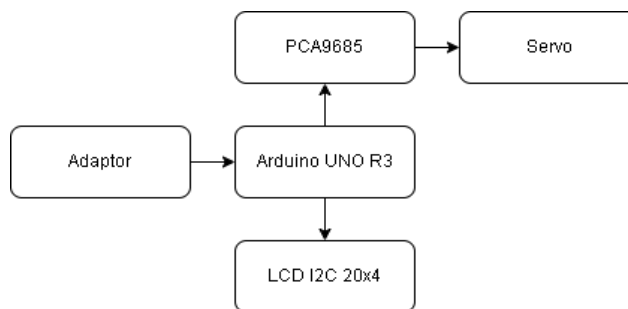 PCA9685
Servo
Adaptor
Arduino UNO R3
LCD I2C 20x4